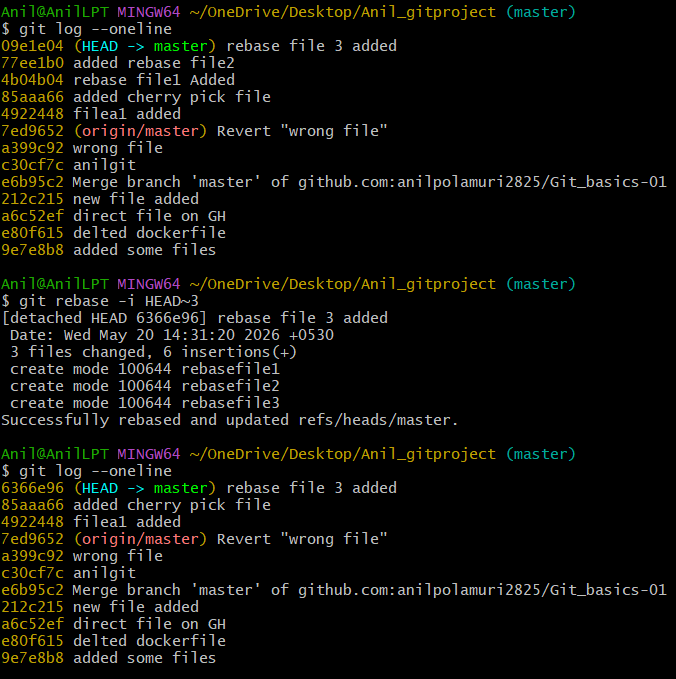 Anil@AnilLPT MINGW64 ~/OneDrive/Desktop/Anil_gitproject (master)
$ git log --oneline
09e1e04 (HEAD -> master) rebase file 3 added
77ee1b0 added rebase file2
4b04b04 rebase file1 Added
85aaa66 added cherry pick file
4922448 filea1 added
7ed9652 (origin/master) Revert "wrong file"
a399c92 wrong file
c30cf7c anilgit
e6b95c2 Merge branch 'master' of github.com:anilpolamuri2825/Git_basics-01
212c215 new file added
a6c52ef direct file on GH
e80f615 delted dockerfile
9e7e8b8 added some files
Anil@AnilLPT MINGW64 ~/OneDrive/Desktop/Anil_gitproject (master)
$ git rebase -i HEAD~3
[detached HEAD 6366e96] rebase file 3 added
Date: Wed May 20 14:31:20 2026 +0530
3 files changed, 6 insertions(+)
create mode 100644 rebasefile1
create mode 100644 rebasefile2
create mode 100644 rebasefile3
Successfully rebased and updated refs/heads/master.
Anil@AnilLPT MINGW64 ~/OneDrive/Desktop/Anil_gitproject (master)
$ git log --oneline
6366e96 (HEAD -> master) rebase file 3 added
85aaa66 added cherry pick file
4922448 filea1 added
7ed9652 (origin/master) Revert "wrong file"
a399c92 wrong file
c30cf7c anilgit
e6b95c2 Merge branch 'master' of github.com:anilpolamuri2825/Git_basics-01
212c215 new file added
a6c52ef direct file on GH
e80f615 delted dockerfile
9e7e8b8 added some files